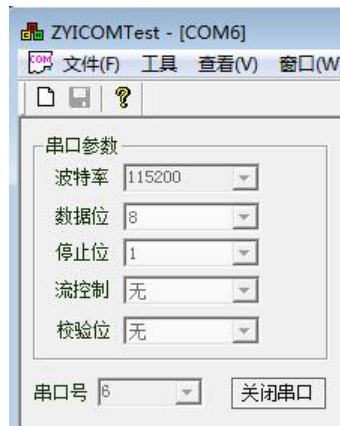 ZYICOMTest - [COM6]
COM 文件(F) 工具 查看(V) 窗口(W
串口参数
波特率 115200
数据位 8
停止位 1
流控制 无
校验位 无
串口号 6 关闭串口